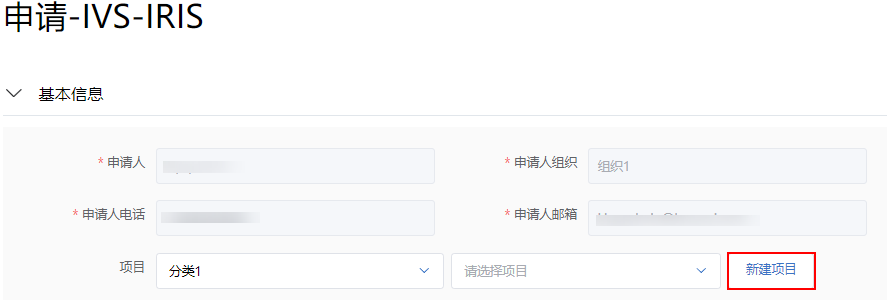 申请-IVS-IRIS
基本信息
* 申请人 * 申请人组织 组织1
* 申请人电话 * 申请人邮箱
项目 分类1 请选择项目 新建项目